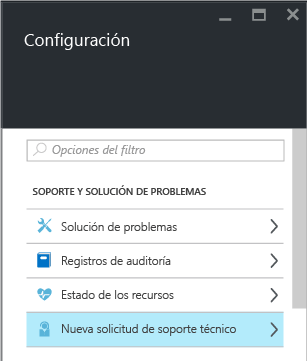 Configuración
Opciones del filtro
SOPORTE Y SOLUCIÓN DE PROBLEMAS
Solución de problemas
Registros de auditoría
Estado de los recursos
Nueva solicitud de soporte técnico